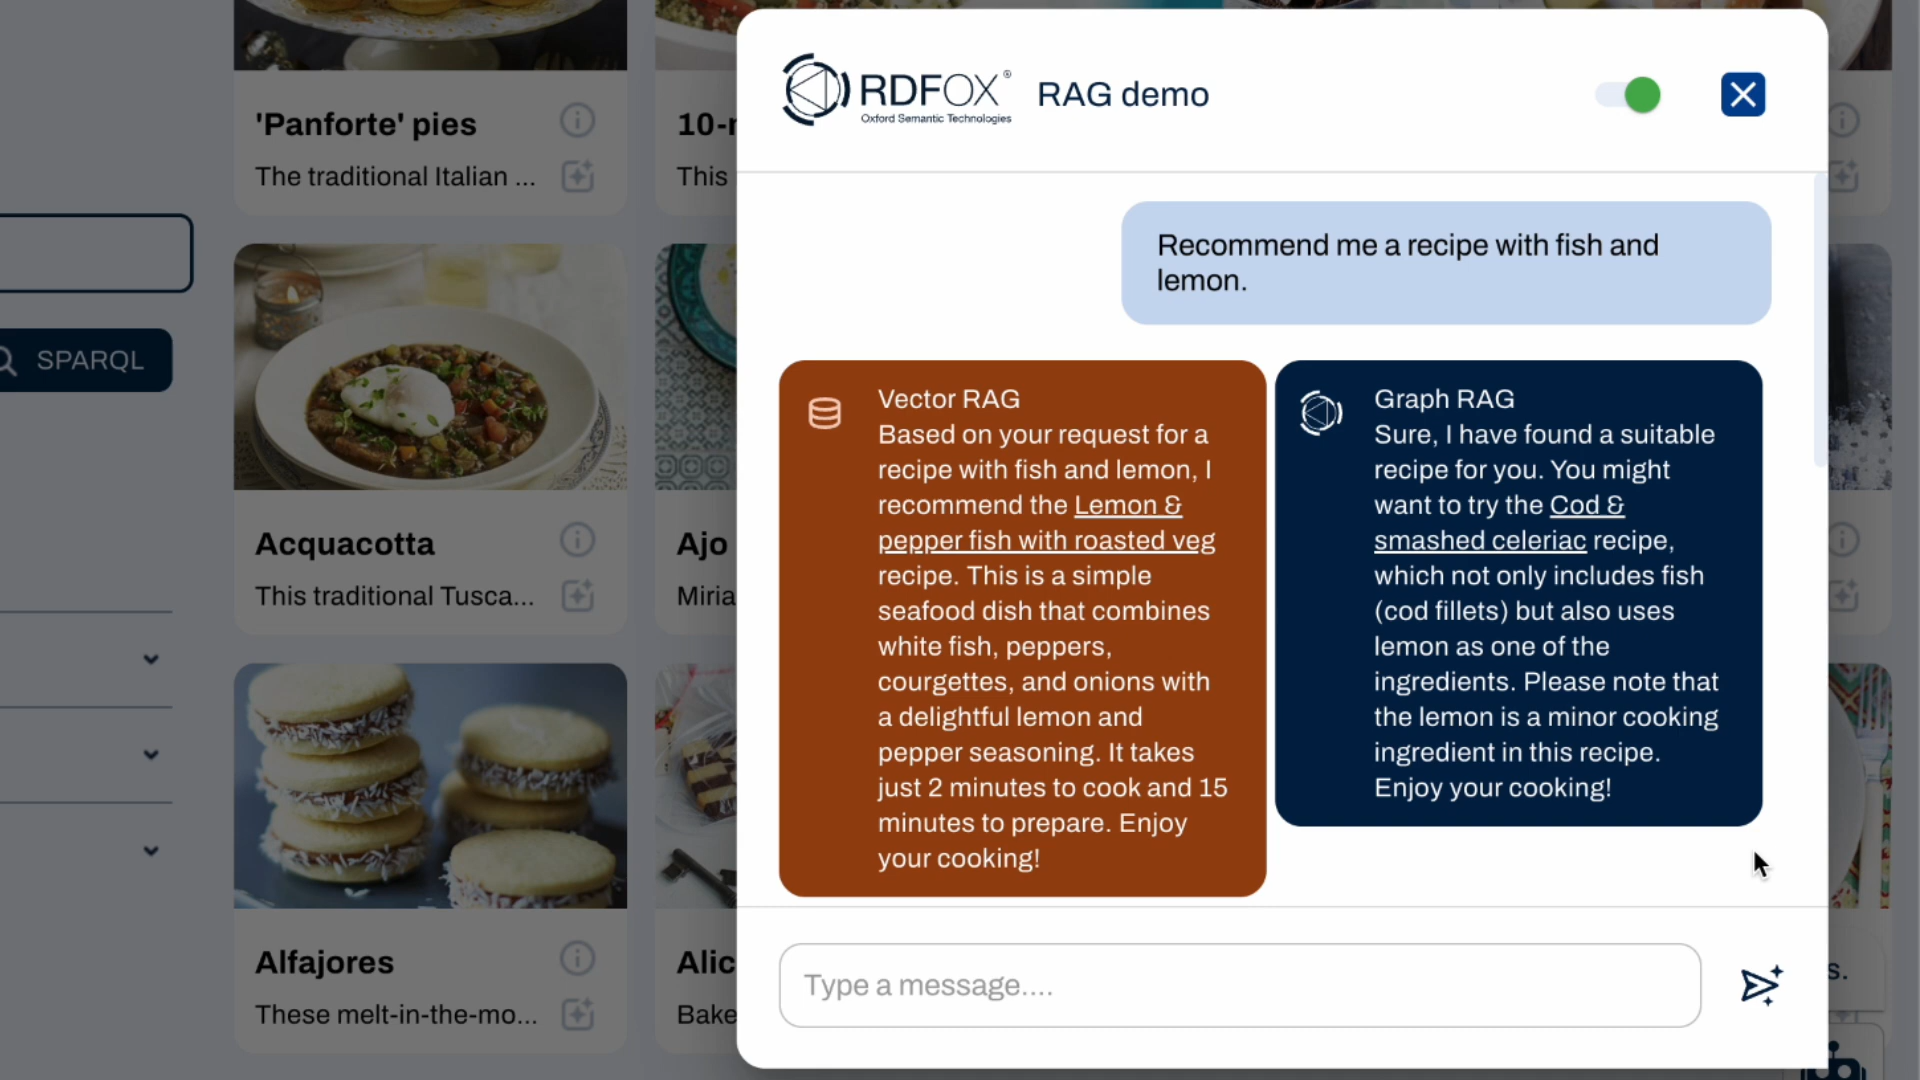 'Panforte' pies
The traditional Italian ...
10-
This
SPARQL
Acquacotta
This traditional Tusca...
Ajo
Miria
Alfajores
These melt-in-the-mo...
Alic
Bake
RDFOX®
Oxford Semantic Technologies
RAG demo
Recommend me a recipe with fish and
lemon.
Vector RAG
Based on your request for a
recipe with fish and lemon, I
recommend the Lemon &
pepper fish with roasted veg
recipe. This is a simple
seafood dish that combines
white fish, peppers,
courgettes, and onions with
a delightful lemon and
pepper seasoning. It takes
just 2 minutes to cook and 15
minutes to prepare. Enjoy
your cooking!
Graph RAG
Sure, I have found a suitable
recipe for you. You might
want to try the Cod &
smashed celeriac recipe,
which not only includes fish
(cod fillets) but also uses
lemon as one of the
ingredients. Please note that
the lemon is a minor cooking
ingredient in this recipe.
Enjoy your cooking!
Type a message....
s.